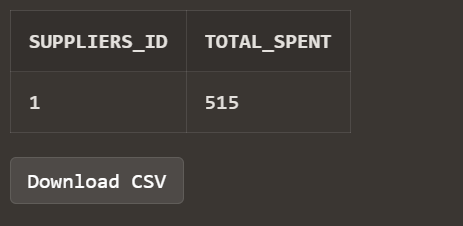 SUPPLIERS_ID TOTAL_SPENT
1 515
Download CSV